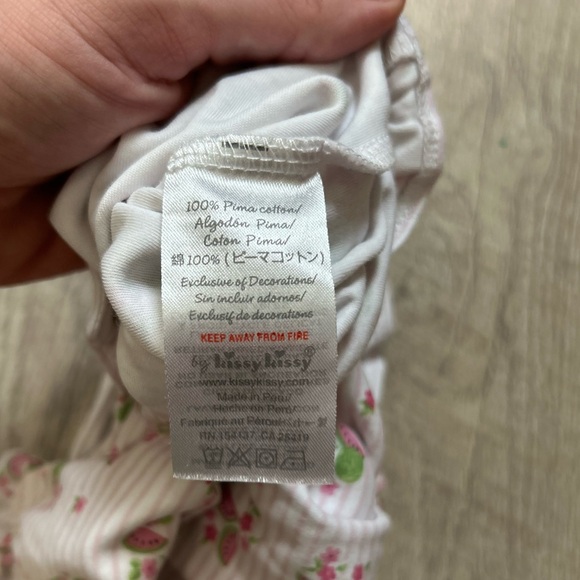 100% Pima cotton/
Algodón Pima/
Coton Pima/
綿100% (ピーマコットン)
Exclusive of Decorations/
Sin incluir adornos/
Exclusif de decorations
KEEP AWAY FROM FIRE
by kissy kissy
www.kissykissy.com
Made in Peru/
Hecho en Perú/
Fabriqué au Pérou
RN 154437 CA 28419